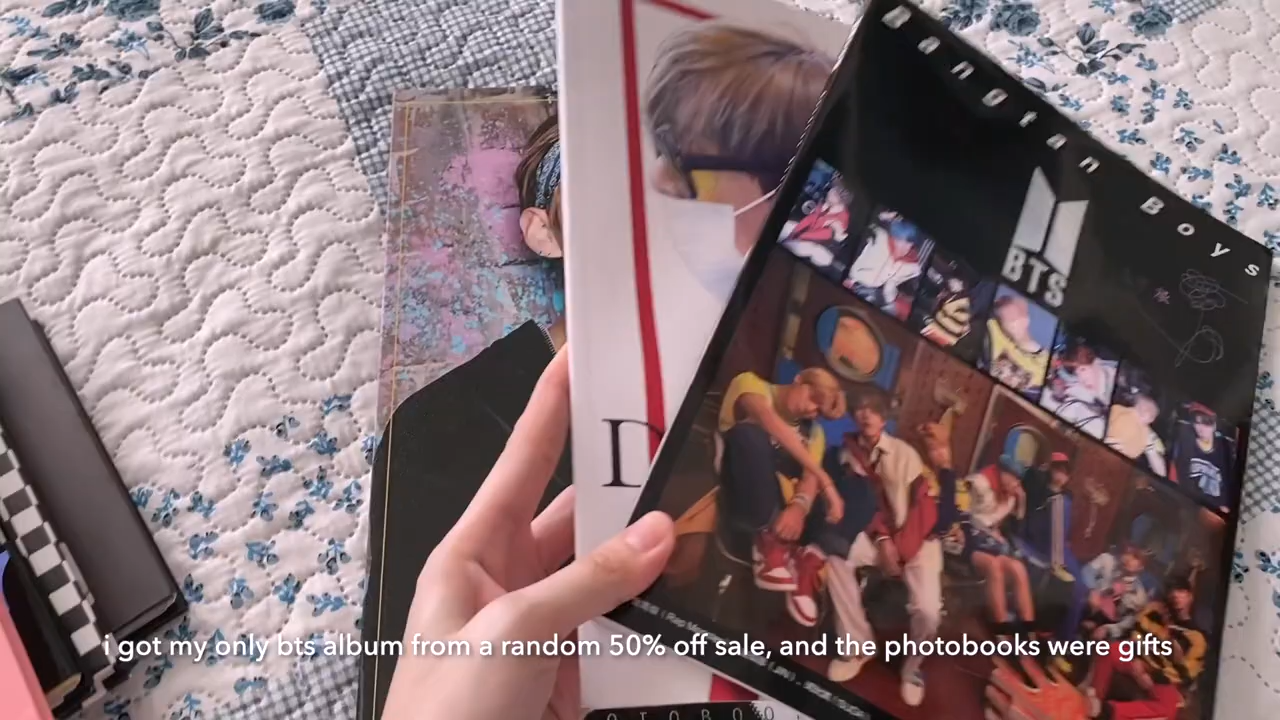 Bangtan Boys
BTS
D
i got my only bts album from a random 50% off sale, and the photobooks were gifts